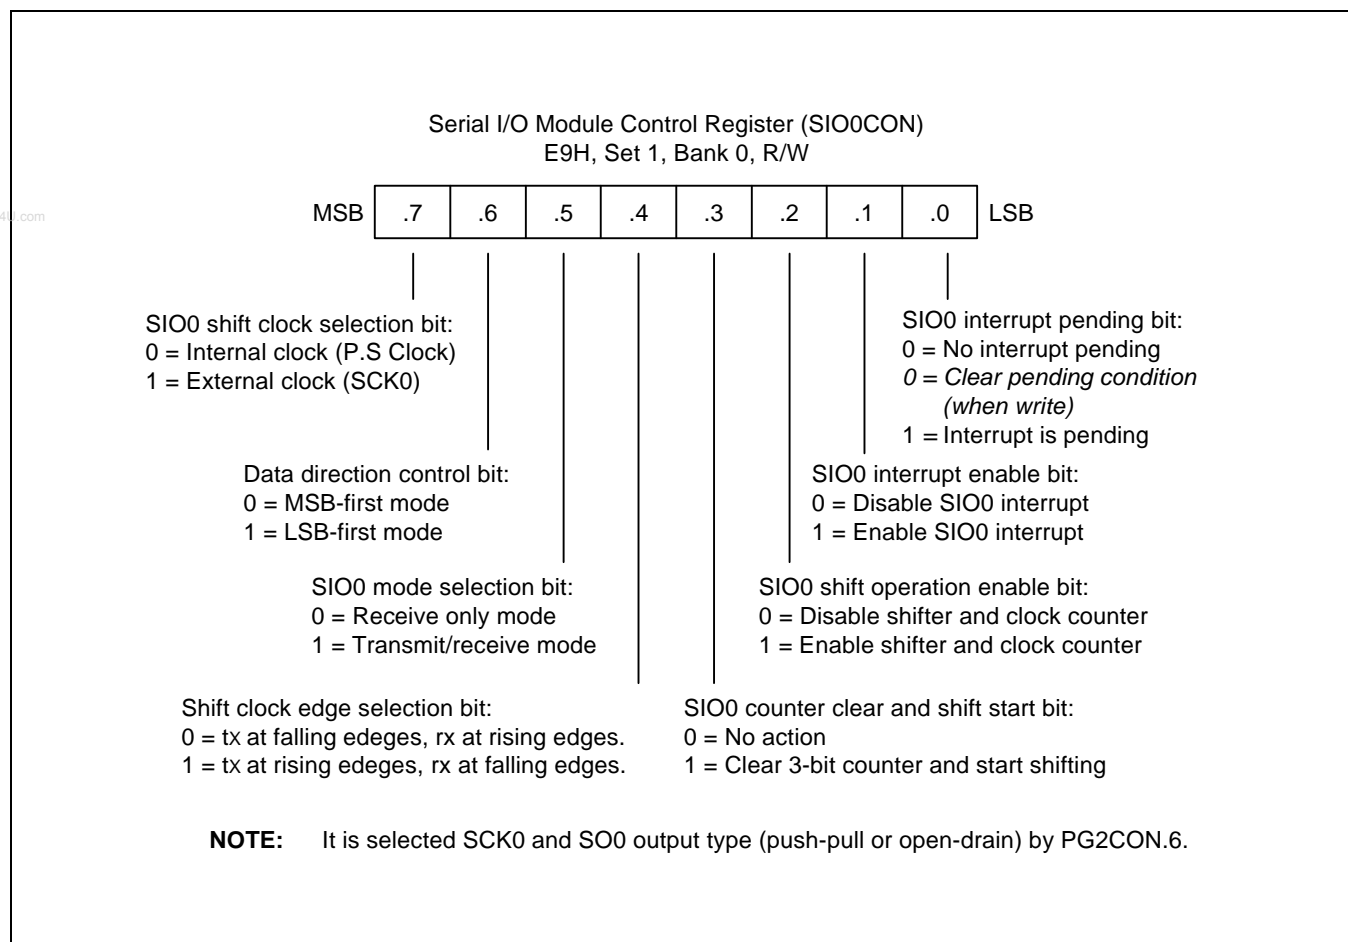 Serial I/O Module Control Register (SIO0CON)
E9H, Set 1, Bank 0, R/W
4U.com
MSB .7 .6 .5 .4 .3 .2 .1 .0 LSB
SIO0 shift clock selection bit:
0 = Internal clock (P.S Clock)
1 = External clock (SCK0)
SIO0 interrupt pending bit:
0 = No interrupt pending
0 = Clear pending condition
(when write)
1 = Interrupt is pending
Data direction control bit:
0 = MSB-first mode
1 = LSB-first mode
SIO0 interrupt enable bit:
0 = Disable SIO0 interrupt
1 = Enable SIO0 interrupt
SIO0 mode selection bit:
0 = Receive only mode
1 = Transmit/receive mode
SIO0 shift operation enable bit:
0 = Disable shifter and clock counter
1 = Enable shifter and clock counter
Shift clock edge selection bit:
0 = tx at falling edeges, rx at rising edges.
1 = tx at rising edeges, rx at falling edges.
SIO0 counter clear and shift start bit:
0 = No action
1 = Clear 3-bit counter and start shifting
NOTE: It is selected SCK0 and SO0 output type (push-pull or open-drain) by PG2CON.6.